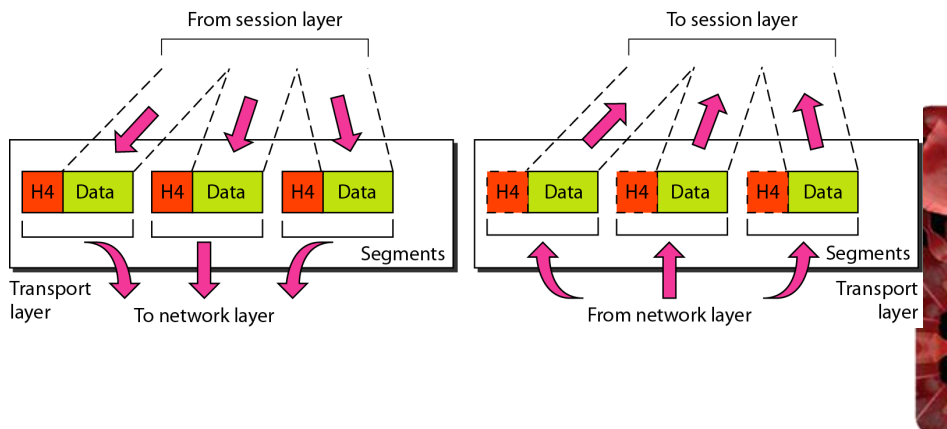 From session layer
To session layer
H4 Data H4 Data H4 Data
H4 Data H4 Data H4 Data
Segments
Segments
Transport
layer
To network layer
From network layer
Transport
layer